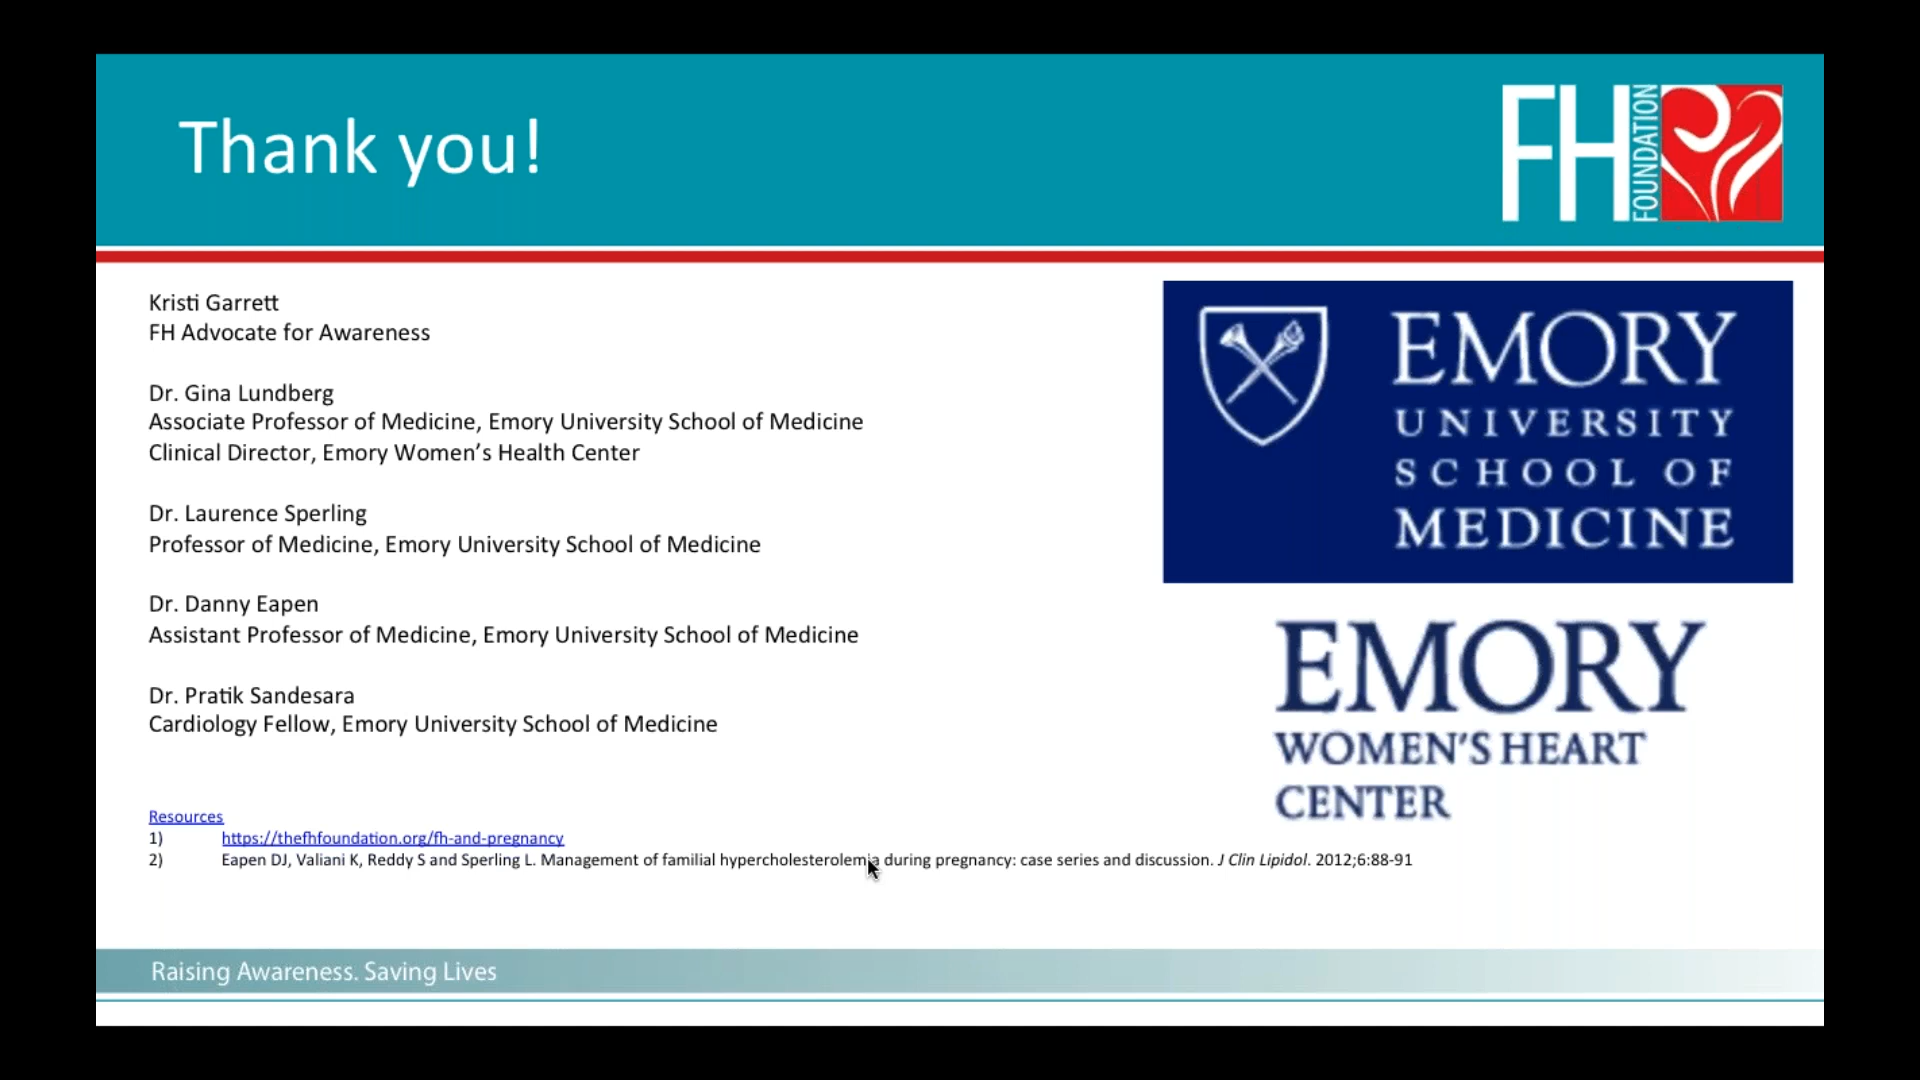 Thank you!
FH FOUNDATION
Kristi Garrett
FH Advocate for Awareness
Dr. Gina Lundberg
Associate Professor of Medicine, Emory University School of Medicine
Clinical Director, Emory Women’s Health Center
Dr. Laurence Sperling
Professor of Medicine, Emory University School of Medicine
Dr. Danny Eapen
Assistant Professor of Medicine, Emory University School of Medicine
Dr. Pratik Sandesara
Cardiology Fellow, Emory University School of Medicine
EMORY
UNIVERSITY
SCHOOL OF
MEDICINE
EMORY
WOMEN'S HEART
CENTER
Resources
1) https://thefhfoundation.org/fh-and-pregnancy
2) Eapen DJ, Valiani K, Reddy S and Sperling L. Management of familial hypercholesterolemia during pregnancy: case series and discussion. J Clin Lipidol. 2012;6:88-91
Raising Awareness. Saving Lives